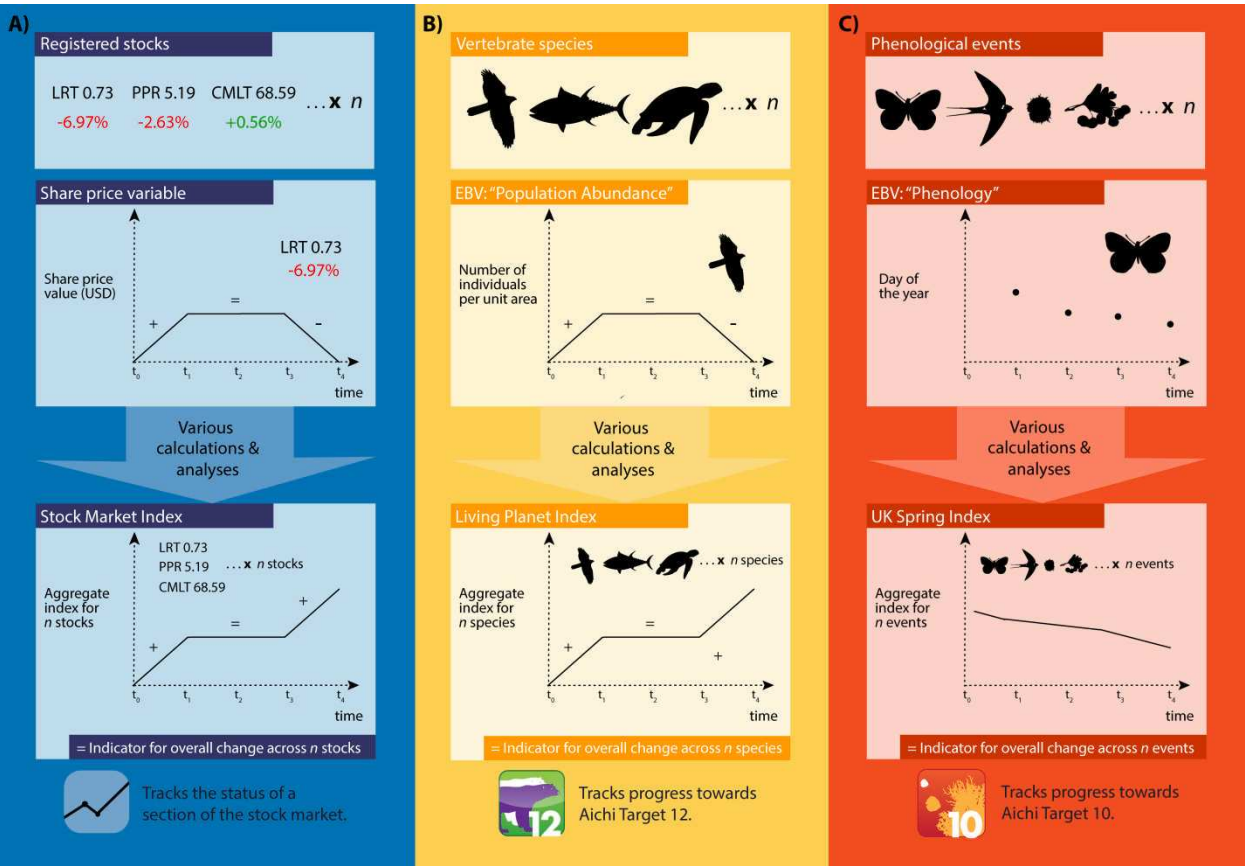 A)
Registered stocks
LRT 0.73 PPR 5.19 CMLT 68.59 ...x n
-6.97% -2.63% +0.56%
Share price variable
LRT 0.73
-6.97%
Share price
value (USD)
+
=
-
t0 t1 t2 t3 t4
time
Various
calculations &
analyses
Stock Market Index
LRT 0.73
PPR 5.19 ...x n stocks
CMLT 68.59
Aggregate
index for
n stocks
+
=
+
t0 t1 t2 t3 t4
time
= Indicator for overall change across n stocks
Tracks the status of a
section of the stock market.
B)
Vertebrate species
...x n
EBV: "Population Abundance"
Number of
individuals
per unit area
+
=
-
t0 t1 t2 t3 t4
time
Various
calculations &
analyses
Living Planet Index
...x n species
Aggregate
index for
n species
+
=
+
t0 t1 t2 t3 t4
time
= Indicator for overall change across n species
12
Tracks progress towards
Aichi Target 12.
C)
Phenological events
...x n
EBV: "Phenology"
Day of
the year
t0 t1 t2 t3 t4
time
Various
calculations &
analyses
UK Spring Index
...x n events
Aggregate
index for
n events
t0 t1 t2 t3 t4
time
= Indicator for overall change across n events
10
Tracks progress towards
Aichi Target 10.